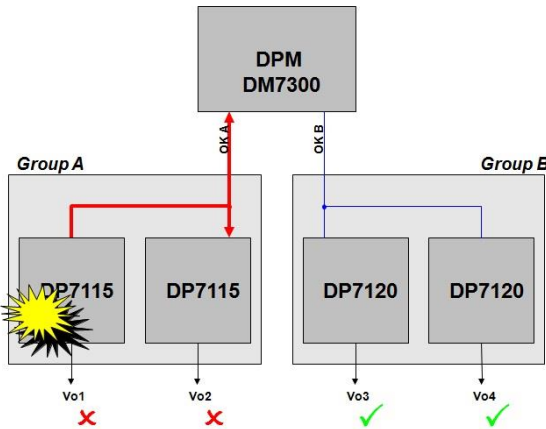 DPM
DM7300
OK A
OK B
Group A
Group B
DP7115
DP7115
DP7120
DP7120
Vo1
Vo2
Vo3
Vo4